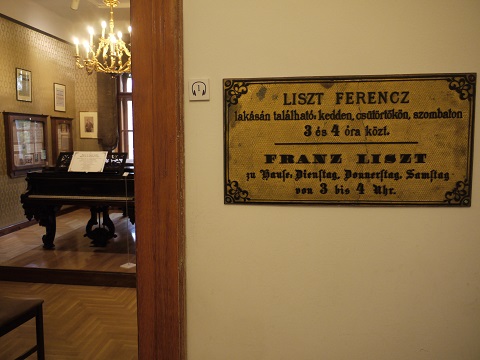 1
LISZT FERENCZ
lakásán található: kedden, csütörtökön, szombaton
3 és 4 óra közt.
FRANZ LISZT
zu Hause: Dienstag, Donnerstag, Samstag
von 3 bis 4 Uhr.